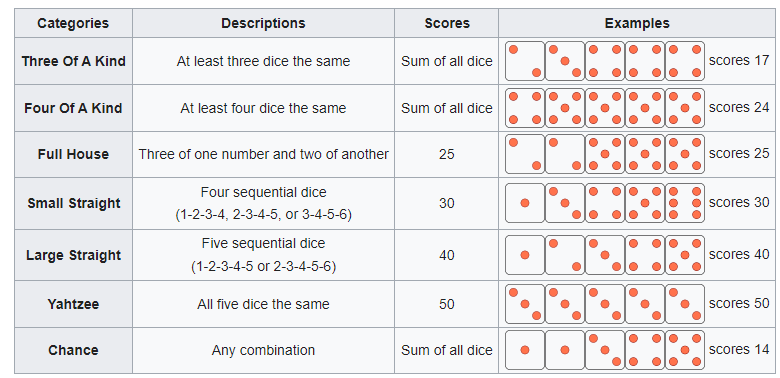 Categories Descriptions Scores Examples
Three Of A Kind At least three dice the same Sum of all dice scores 17
Four Of A Kind At least four dice the same Sum of all dice scores 24
Full House Three of one number and two of another 25 scores 25
Small Straight Four sequential dice 30 scores 30
(1-2-3-4, 2-3-4-5, or 3-4-5-6)
Large Straight Five sequential dice 40 scores 40
(1-2-3-4-5 or 2-3-4-5-6)
Yahtzee All five dice the same 50 scores 50
Chance Any combination Sum of all dice scores 14